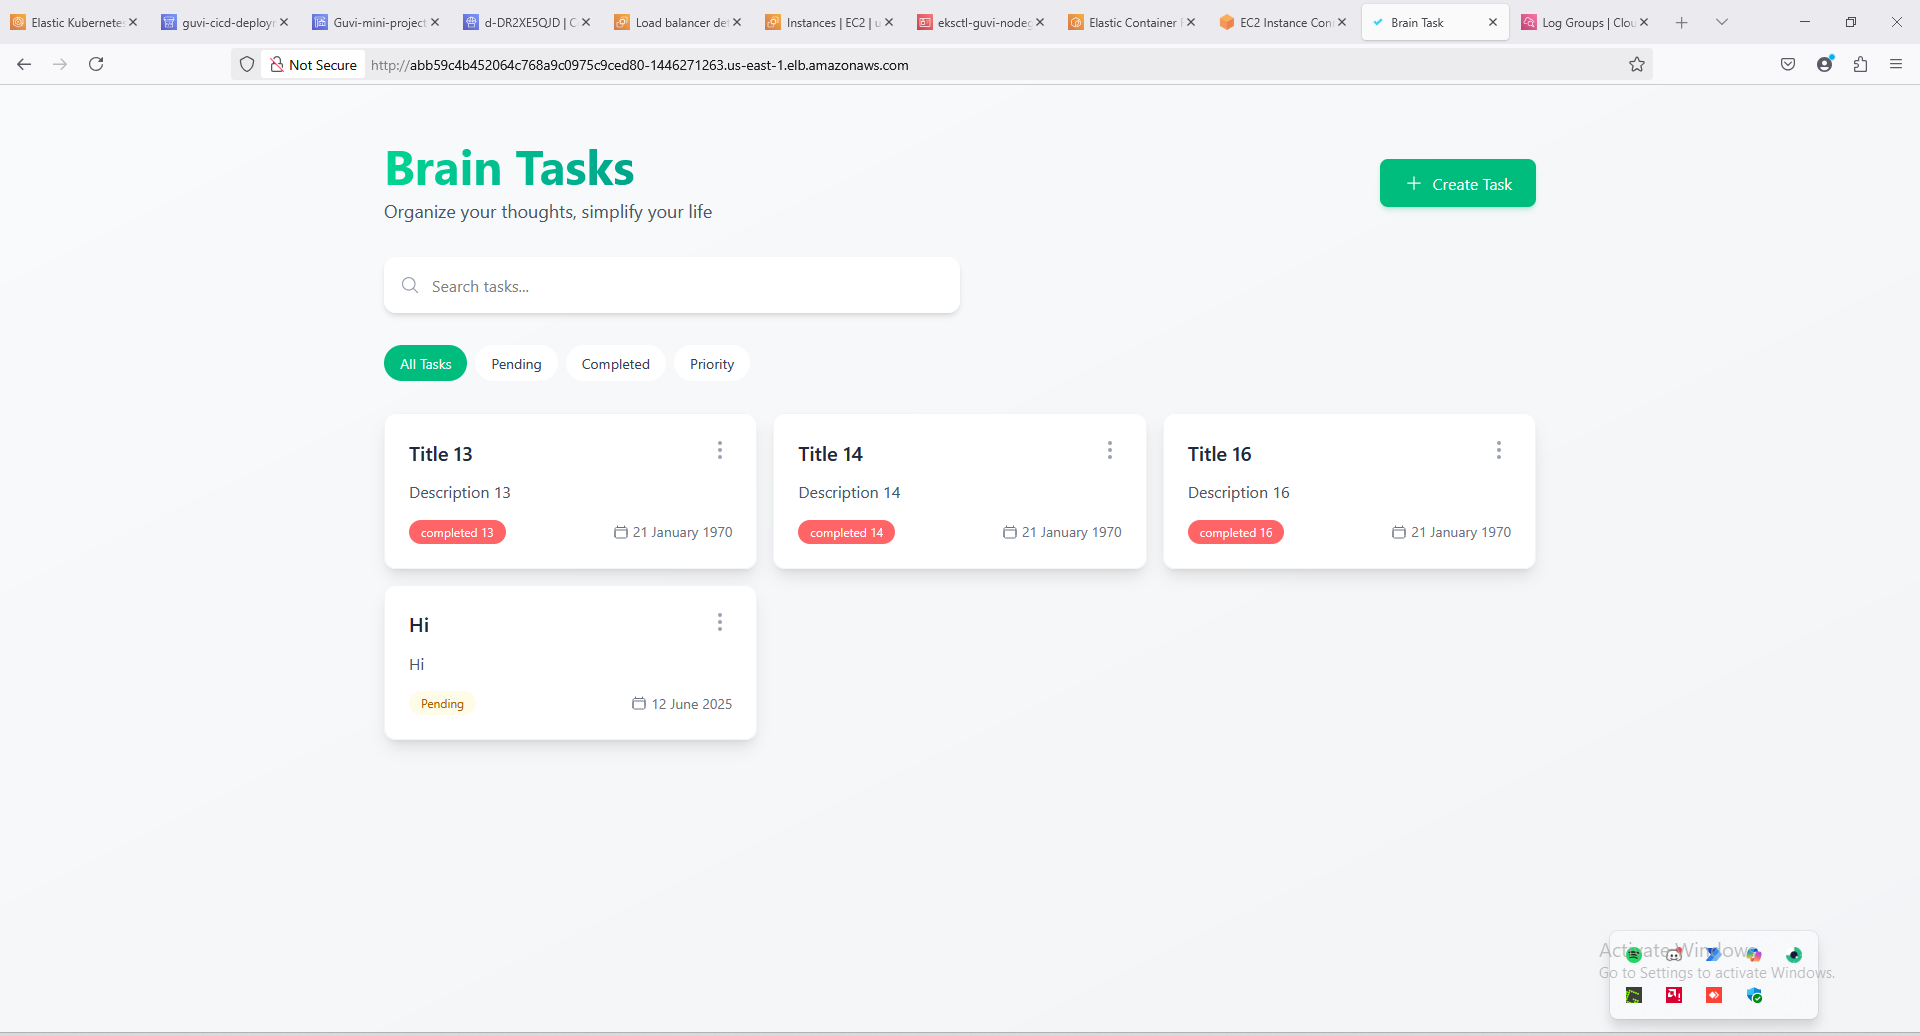 Elastic Kubernetes
guvi-cicd-deploy
Guvi-mini-project
d-DR2XE5QJD | C
Load balancer de
Instances | EC2 | u
eksctl-guvi-nodeg
Elastic Container
EC2 Instance Con
Brain Task
Log Groups | Clou
Not Secure
http://abb59c4b452064c768a9c0975c9ced80-1446271263.us-east-1.elb.amazonaws.com
Brain Tasks
Organize your thoughts, simplify your life
Create Task
Search tasks...
All Tasks
Pending
Completed
Priority
Title 13
Description 13
completed 13
21 January 1970
Title 14
Description 14
completed 14
21 January 1970
Title 16
Description 16
completed 16
21 January 1970
Hi
Hi
Pending
12 June 2025
Activate Windows
Go to Settings to activate Windows.